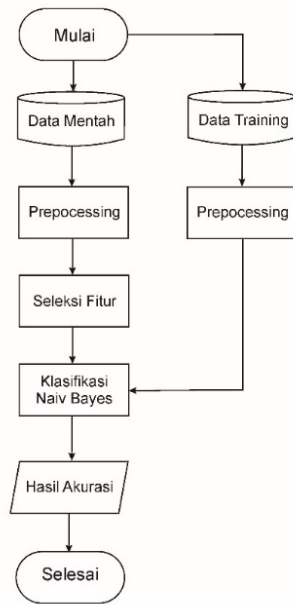 Mulai
Data Mentah
Data Training
Prepocessing
Prepocessing
Seleksi Fitur
Klasifikasi
Naiv Bayes
Hasil Akurasi
Selesai